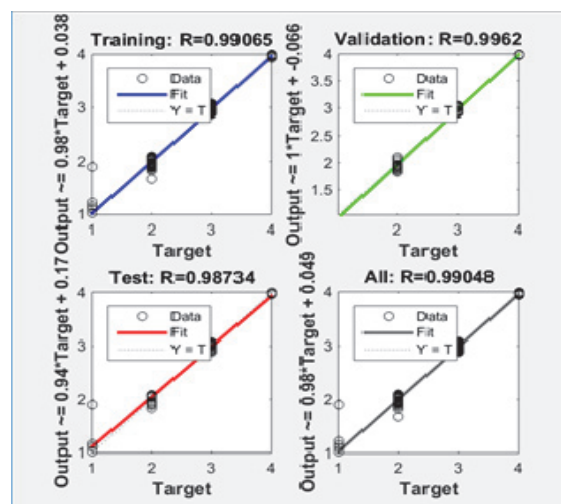 Training: R=0.99065
Output ~= 0.98*Target + 0.038
4
3
2
1
Data
Fit
Y = T
1 2 3 4
Target
Validation: R=0.9962
Output ~= 1*Target + -0.066
4
3.5
3
2.5
2
1.5
Data
Fit
Y = T
2 3 4
Target
Test: R=0.98734
Output ~= 0.94*Target + 0.17
4
3
2
1
Data
Fit
Y = T
1 2 3 4
Target
All: R=0.99048
Output ~= 0.98*Target + 0.049
4
3
2
1
Data
Fit
Y = T
1 2 3 4
Target